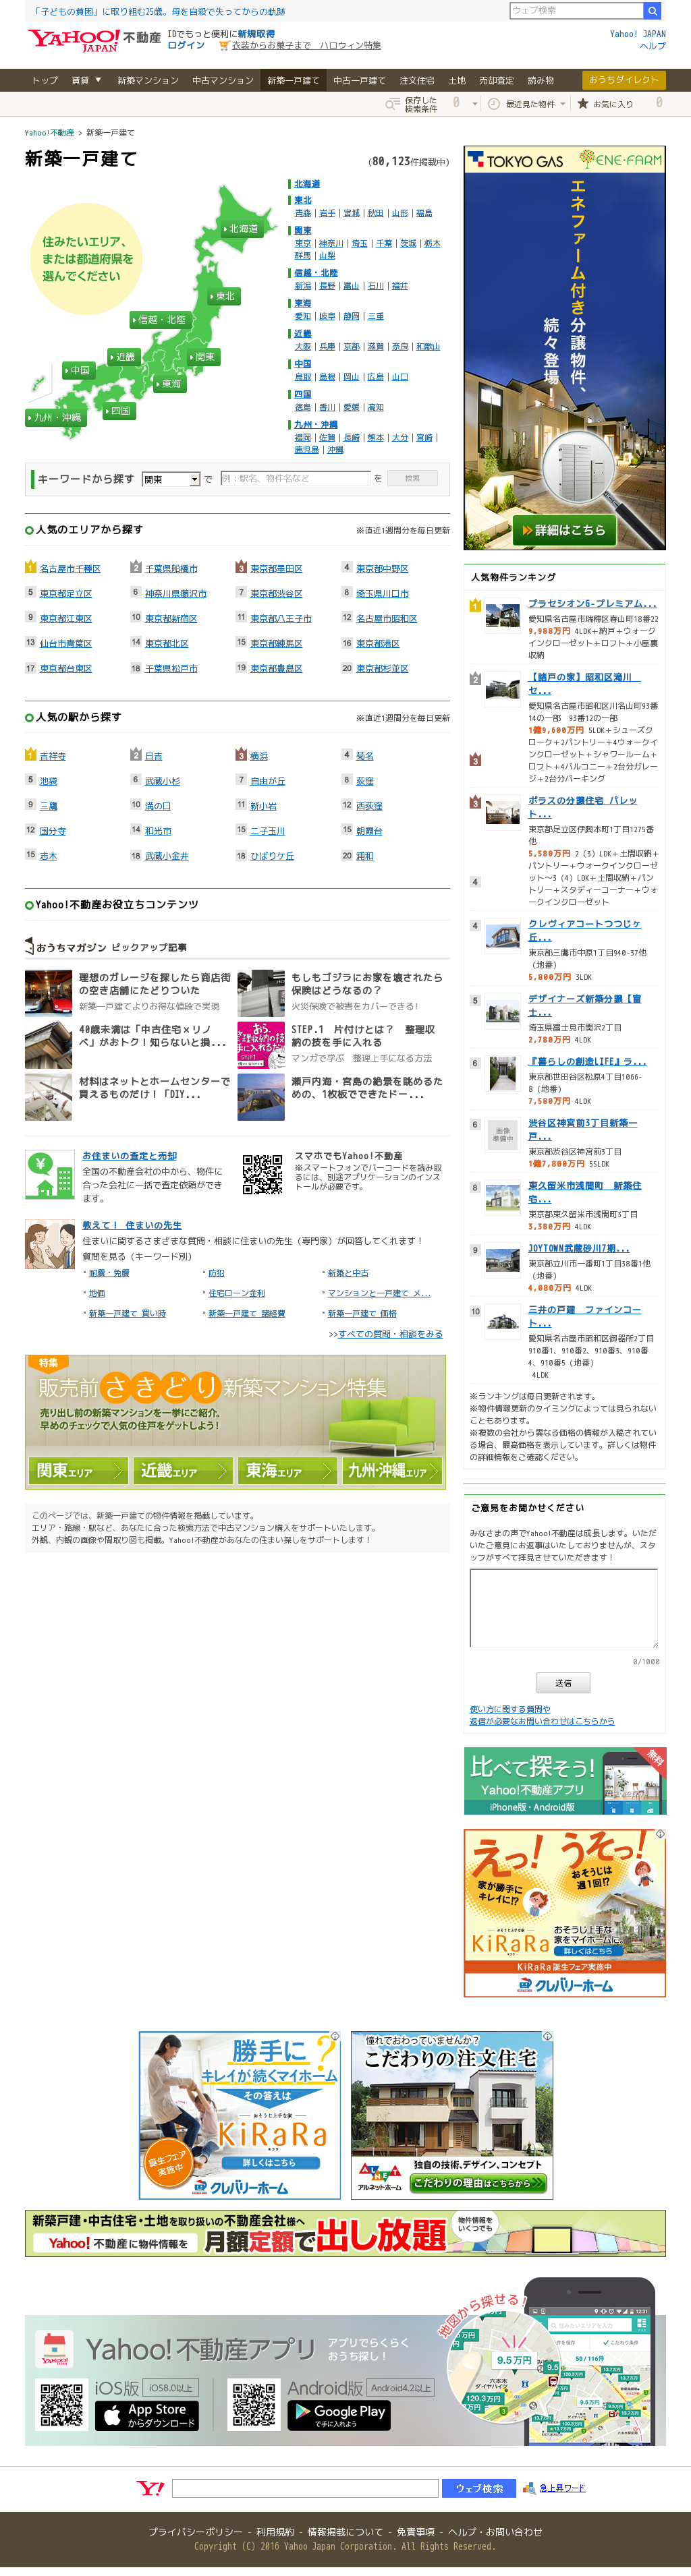 「子どもの貧困」に取り組む25歳。母を自殺で失ってからの軌跡
ウェブ検索
YAHOO! JAPAN 不動産
IDでもっと便利に新規取得
ログイン 衣装からお菓子まで ハロウィン特集
Yahoo! JAPAN
ヘルプ
トップ 賃貸 ▼ 新築マンション 中古マンション 新築一戸建て 中古一戸建て 注文住宅 土地 売却査定 読み物 おうちダイレクト
保存した検索条件 0 最近見た物件 お気に入り 0
Yahoo!不動産 > 新築一戸建て
新築一戸建て
(80,123件掲載中)
住みたいエリア、
または都道府県を
選んでください
北海道
東北
信越・北陸
近畿
関東
中国
東海
四国
九州・沖縄
北海道
東北
青森 | 岩手 | 宮城 | 秋田 | 山形 | 福島
関東
東京 | 神奈川 | 埼玉 | 千葉 | 茨城 | 栃木
群馬 | 山梨
信越・北陸
新潟 | 長野 | 富山 | 石川 | 福井
東海
愛知 | 岐阜 | 静岡 | 三重
近畿
大阪 | 兵庫 | 京都 | 滋賀 | 奈良 | 和歌山
中国
鳥取 | 島根 | 岡山 | 広島 | 山口
四国
徳島 | 香川 | 愛媛 | 高知
九州・沖縄
福岡 | 佐賀 | 長崎 | 熊本 | 大分 | 宮崎 |
鹿児島 | 沖縄
キーワードから探す 関東 で 例：駅名、物件名など を 検索
人気のエリアから探す
※直近1週間分を毎日更新
1 名古屋市千種区 2 千葉県船橋市 3 東京都墨田区 4 東京都中野区
5 東京都足立区 6 神奈川県藤沢市 7 東京都渋谷区 8 埼玉県川口市
9 東京都江東区 10 東京都新宿区 11 東京都八王子市 12 名古屋市昭和区
13 仙台市青葉区 14 東京都北区 15 東京都練馬区 16 東京都港区
17 東京都台東区 18 千葉県松戸市 19 東京都豊島区 20 東京都杉並区
人気の駅から探す
※直近1週間分を毎日更新
1 吉祥寺 2 日吉 3 横浜 4 菊名
5 池袋 6 武蔵小杉 7 自由が丘 8 荻窪
9 三鷹 10 溝の口 11 新小岩 12 西荻窪
12 国分寺 14 和光市 15 二子玉川 15 朝霞台
15 志木 18 武蔵小金井 18 ひばりケ丘 20 浦和
Yahoo!不動産お役立ちコンテンツ
おうちマガジン ピックアップ記事
理想のガレージを探したら商店街の空き店舗にたどりついた
新築一戸建てよりお得な値段で実現
もしもゴジラにお家を壊されたら保険はどうなるの？
火災保険で被害をカバーできる！
40歳未満は「中古住宅×リノベ」がおトク！知らないと損...
STEP.1 片付けとは？ 整理収納の技を手に入れる
マンガで学ぶ 整理上手になる方法
材料はネットとホームセンターで買えるものだけ！「DIY...
瀬戸内海・宮島の絶景を眺めるための、1枚板でできたドー...
お住まいの査定と売却
全国の不動産会社の中から、物件に合った会社に一括で査定依頼ができます。
スマホでもYahoo!不動産
※スマートフォンでバーコードを読み取るには、別途アプリケーションのインストールが必要です。
教えて！ 住まいの先生
住まいに関するさまざまな質問・相談に住まいの先生（専門家）が回答してくれます！
質問を見る（キーワード別）
耐震・免震 防犯 新築と中古
地価 住宅ローン金利 マンションと一戸建て メ...
新築一戸建て 買い時 新築一戸建て 諸経費 新築一戸建て 価格
>>すべての質問・相談をみる
特集
販売前さきどり新築マンション特集
売り出し前の新築マンションを一挙にご紹介。
早めのチェックで人気の住戸をゲットしよう！
関東エリア 近畿エリア 東海エリア 九州・沖縄エリア
このページでは、新築一戸建ての物件情報を掲載しています。
エリア・路線・駅など、あなたに合った検索方法で中古マンション購入をサポートいたします。
外観、内観の画像や間取り図も掲載。Yahoo!不動産があなたの住まい探しをサポートします！
TOKYO GAS ENE・FARM
エネファーム付き分譲物件、
続々登場！
詳細はこちら
人気物件ランキング
1 プラセシオン6-プレミアム...
愛知県名古屋市瑞穂区春山町18番22
9,980万円 4LDK＋納戸＋ウォークインクローゼット＋ロフト＋小屋裏収納
2 【諸戸の家】昭和区滝川 セ...
愛知県名古屋市昭和区川名山町93番14の一部 93番12の一部
1億9,600万円 5LDK＋シューズクローク＋2パントリー＋4ウォークインクローゼット＋シャワールーム＋ロフト＋4バルコニー＋2台分ガレージ＋2台分パーキング
3
3 ポラスの分譲住宅 パレット...
東京都足立区伊興本町1丁目1275番他
5,580万円 2（3）LDK＋土間収納＋パントリー＋ウォークインクローゼット～3（4）LDK＋土間収納＋パントリー＋スタディーコーナー＋ウォークインクローゼット
4
4 クレヴィアコートつつじヶ丘...
東京都三鷹市中原1丁目940-37他（地番）
5,800万円 3LDK
5 デザイナーズ新築分譲【富士...
埼玉県富士見市関沢2丁目
2,780万円 4LDK
6 『暮らしの創造LIFE』ラ...
東京都世田谷区松原4丁目1066-8（地番）
7,580万円 4LDK
6 画像準備中 渋谷区神宮前3丁目新築一戸...
東京都渋谷区神宮前3丁目
1億7,800万円 5SLDK
8 東久留米市浅間町 新築住宅...
東京都東久留米市浅間町3丁目
3,380万円 4LDK
9 JOYTOWN武蔵砂川7期...
東京都立川市一番町1丁目38番1他（地番）
4,080万円 4LDK
10 三井の戸建 ファインコート...
愛知県名古屋市昭和区御器所2丁目910番1、910番2、910番3、910番4、910番5（地番）
4LDK
※ランキングは毎日更新されます。
※物件情報更新のタイミングによっては見られないこともあります。
※複数の会社から異なる価格の情報が入稿されている場合、最高価格を表示しています。詳しくは物件の詳細情報をご確認ください。
ご意見をお聞かせください
みなさまの声でYahoo!不動産は成長します。いただいたご意見にお返事はいたしておりませんが、スタッフがすべて拝見させていただきます！
0/1000
送信
使い方に関する質問や
返信が必要なお問い合わせはこちらから
比べて探そう！ 無料
Yahoo!不動産アプリ
iPhone版・Android版
えっ！うそっ！
家が勝手にキレイに!?
おそうじは週1回!?
KiRaRa
おそうじ上手な家をマイホームに。
詳しくはこちら
KiRaRa誕生フェア実施中
クレバリーホーム
勝手に？
キレイが続くマイホーム
その答えは
おそうじ上手な家
KiRaRa
誕生フェア実施中
詳しくはこちら
クレバリーホーム
憧れでおわっていませんか？
こだわりの注文住宅
アルネットホーム
独自の技術、デザイン、コンセプト
こだわりの理由はこちらから
新築戸建・中古住宅・土地を取り扱いの不動産会社様へ
Yahoo!不動産に物件情報を 月額定額で出し放題
物件情報をいくつでも
地図から探せる！
Yahoo!不動産アプリ
アプリでらくらく
おうち探し！
iOS版 iOS8.0以上
App Store からダウンロード
Android版 Android4.2以上
Google Play で手に入れよう
9.5万円
120.3万円
50 / 116件
Y! ウェブ検索 急上昇ワード
プライバシーポリシー - 利用規約 - 情報掲載について - 免責事項 - ヘルプ・お問い合わせ
Copyright (C) 2016 Yahoo Japan Corporation. All Rights Reserved.